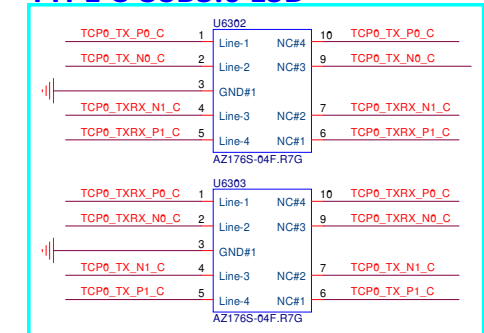 U6302
TCP0_TX_P0_C 1 Line-1 NC#4 10 TCP0_TX_P0_C
TCP0_TX_N0_C 2 Line-2 NC#3 9 TCP0_TX_N0_C
3 GND#1
TCP0_TXRX_N1_C 4 Line-3 NC#2 7 TCP0_TXRX_N1_C
TCP0_TXRX_P1_C 5 Line-4 NC#1 6 TCP0_TXRX_P1_C
AZ176S-04F.R7G
U6303
TCP0_TXRX_P0_C 1 Line-1 NC#4 10 TCP0_TXRX_P0_C
TCP0_TXRX_N0_C 2 Line-2 NC#3 9 TCP0_TXRX_N0_C
3 GND#1
TCP0_TX_N1_C 4 Line-3 NC#2 7 TCP0_TX_N1_C
TCP0_TX_P1_C 5 Line-4 NC#1 6 TCP0_TX_P1_C
AZ176S-04F.R7G